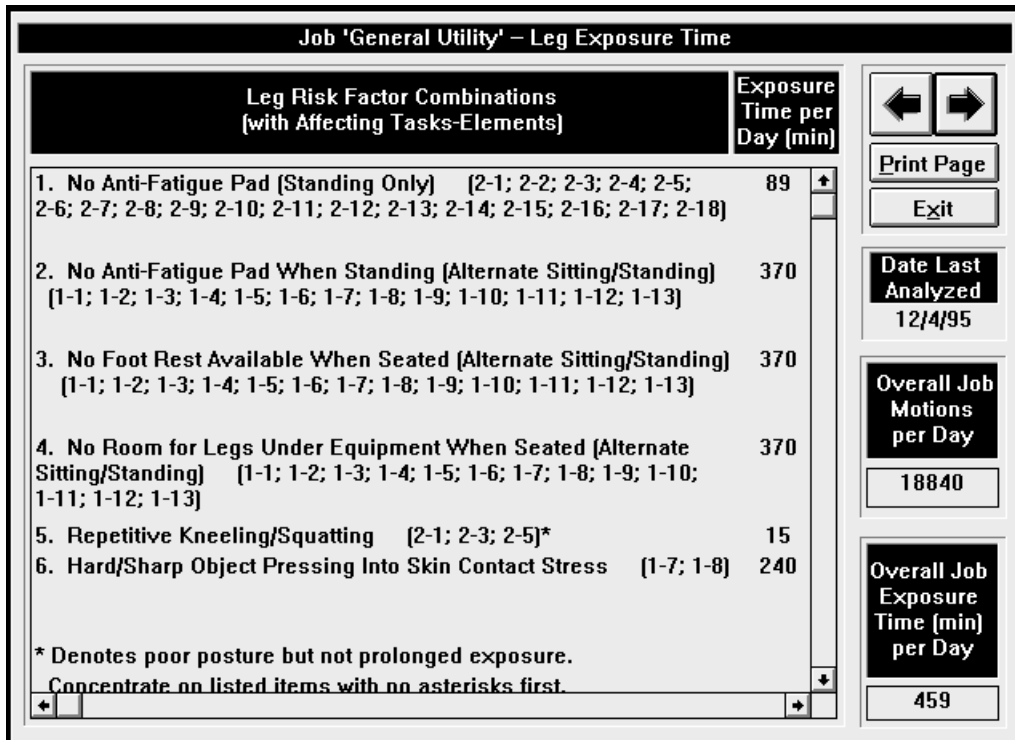 Job 'General Utility' – Leg Exposure Time
Leg Risk Factor Combinations
(with Affecting Tasks-Elements)
Exposure
Time per
Day (min)
1. No Anti-Fatigue Pad (Standing Only) (2-1; 2-2; 2-3; 2-4; 2-5; 89
2-6; 2-7; 2-8; 2-9; 2-10; 2-11; 2-12; 2-13; 2-14; 2-15; 2-16; 2-17; 2-18)
2. No Anti-Fatigue Pad When Standing (Alternate Sitting/Standing) 370
(1-1; 1-2; 1-3; 1-4; 1-5; 1-6; 1-7; 1-8; 1-9; 1-10; 1-11; 1-12; 1-13)
3. No Foot Rest Available When Seated (Alternate Sitting/Standing) 370
(1-1; 1-2; 1-3; 1-4; 1-5; 1-6; 1-7; 1-8; 1-9; 1-10; 1-11; 1-12; 1-13)
4. No Room for Legs Under Equipment When Seated (Alternate 370
Sitting/Standing) (1-1; 1-2; 1-3; 1-4; 1-5; 1-6; 1-7; 1-8; 1-9; 1-10;
1-11; 1-12; 1-13)
5. Repetitive Kneeling/Squatting (2-1; 2-3; 2-5)* 15
6. Hard/Sharp Object Pressing Into Skin Contact Stress (1-7; 1-8) 240
* Denotes poor posture but not prolonged exposure.
Concentrate on listed items with no asterisks first.
Print Page
Exit
Date Last
Analyzed
12/4/95
Overall Job
Motions
per Day
18840
Overall Job
Exposure
Time (min)
per Day
459